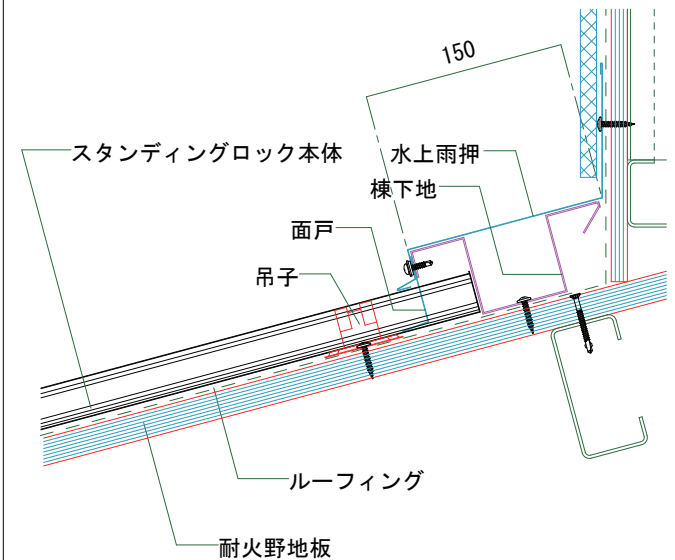 150
スタンディングロック本体
水上雨押
棟下地
面戸
吊子
ルーフィング
耐火野地板